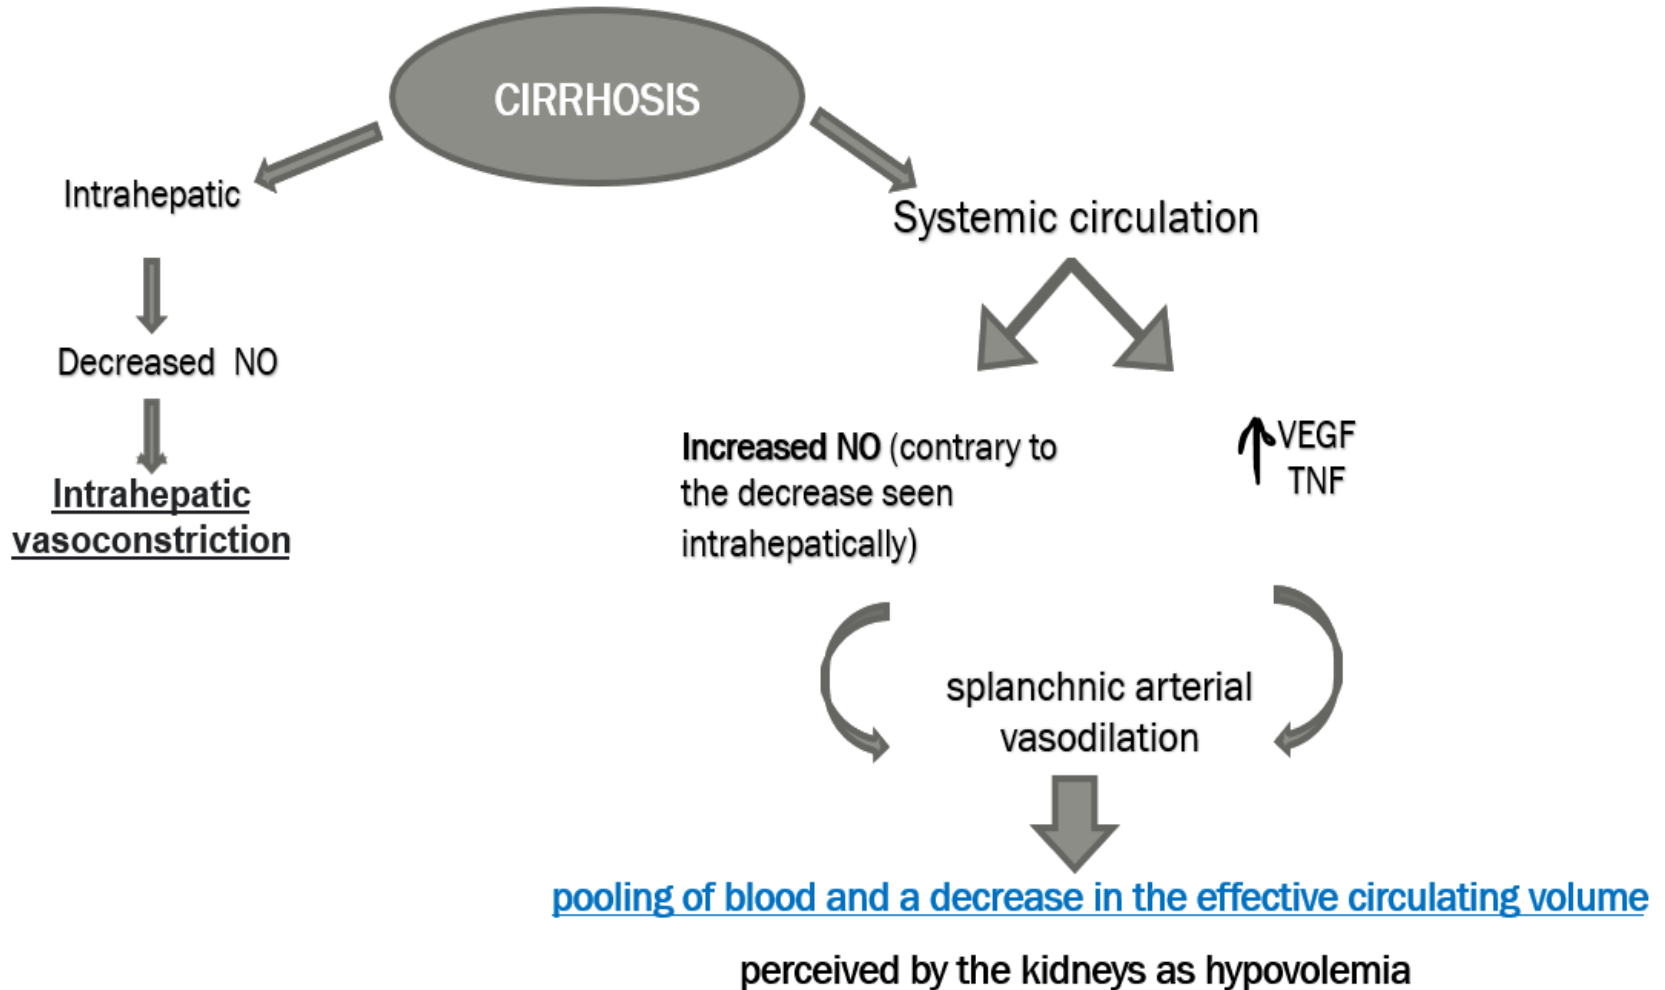 CIRRHOSIS
Intrahepatic
Decreased NO
Intrahepatic
vasoconstriction
Systemic circulation
Increased NO (contrary to
the decrease seen
intrahepatically)
VEGF
TNF
splanchnic arterial
vasodilation
pooling of blood and a decrease in the effective circulating volume
perceived by the kidneys as hypovolemia